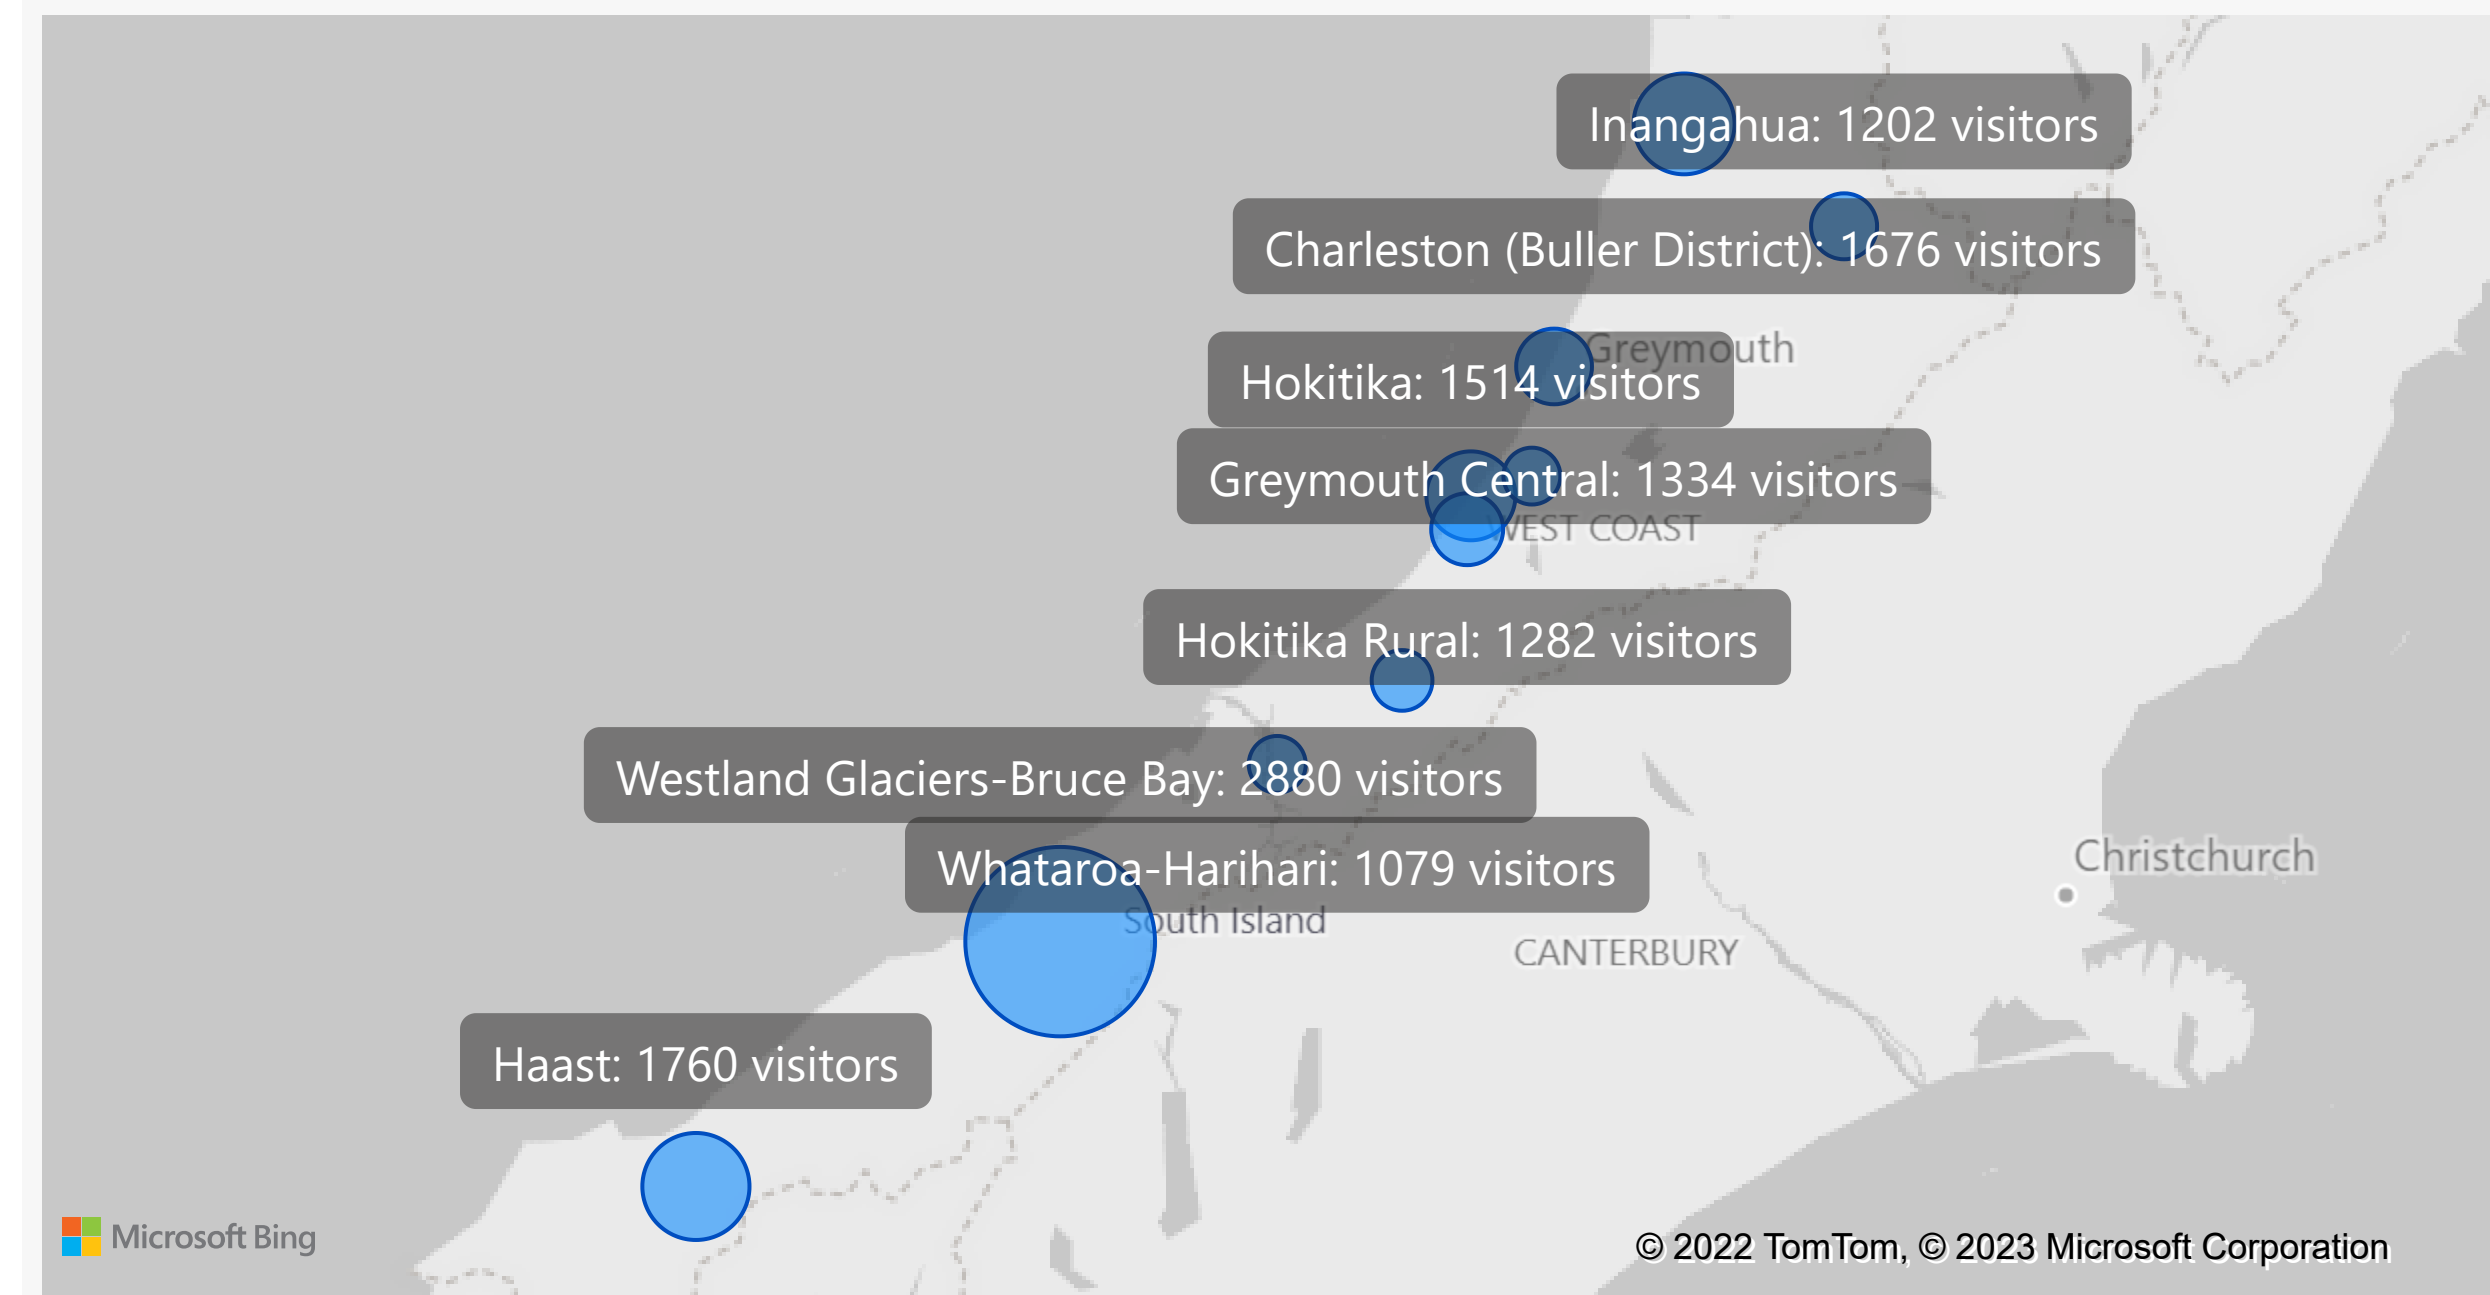 Inangahua: 1202 visitors
Charleston (Buller District): 1676 visitors
Greymouth
Hokitika: 1514 visitors
Greymouth Central: 1334 visitors
WEST COAST
Hokitika Rural: 1282 visitors
Westland Glaciers-Bruce Bay: 2880 visitors
Whataroa-Harihari: 1079 visitors
Christchurch
South Island
CANTERBURY
Haast: 1760 visitors
Microsoft Bing
© 2022 TomTom, © 2023 Microsoft Corporation